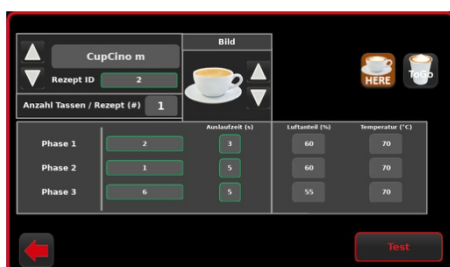 Bild
CupCino m
Rezept ID 2
HERE ToGo
Anzahl Tassen / Rezept (#) 1
Auslaufzeit (s) Luftanteil (%) Temperatur (°C)
Phase 1 2 3 60 70
Phase 2 1 5 60 70
Phase 3 6 5 55 70
Test